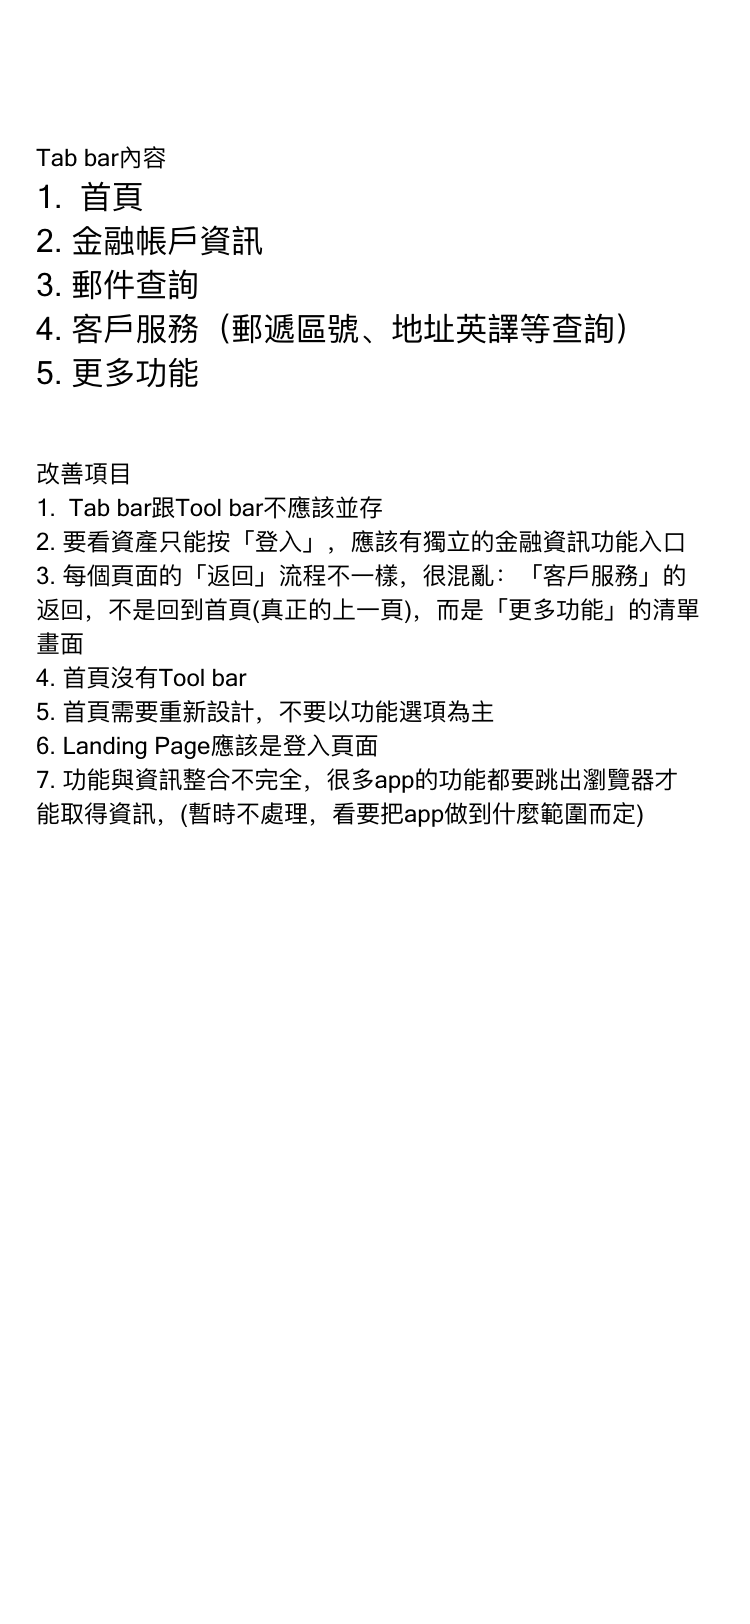 Tab bar內容
1.  首頁
2. 金融帳戶資訊
3. 郵件查詢
4. 客戶服務（郵遞區號、地址英譯等查詢）
5. 更多功能
改善項目
1.  Tab bar跟Tool bar不應該並存
2. 要看資產只能按「登入」，應該有獨立的金融資訊功能入口
3. 每個頁面的「返回」流程不一樣，很混亂：「客戶服務」的
返回，不是回到首頁(真正的上一頁)，而是「更多功能」的清單
畫面
4. 首頁沒有Tool bar
5. 首頁需要重新設計，不要以功能選項為主
6. Landing Page應該是登入頁面
7. 功能與資訊整合不完全，很多app的功能都要跳出瀏覽器才
能取得資訊，(暫時不處理，看要把app做到什麼範圍而定)